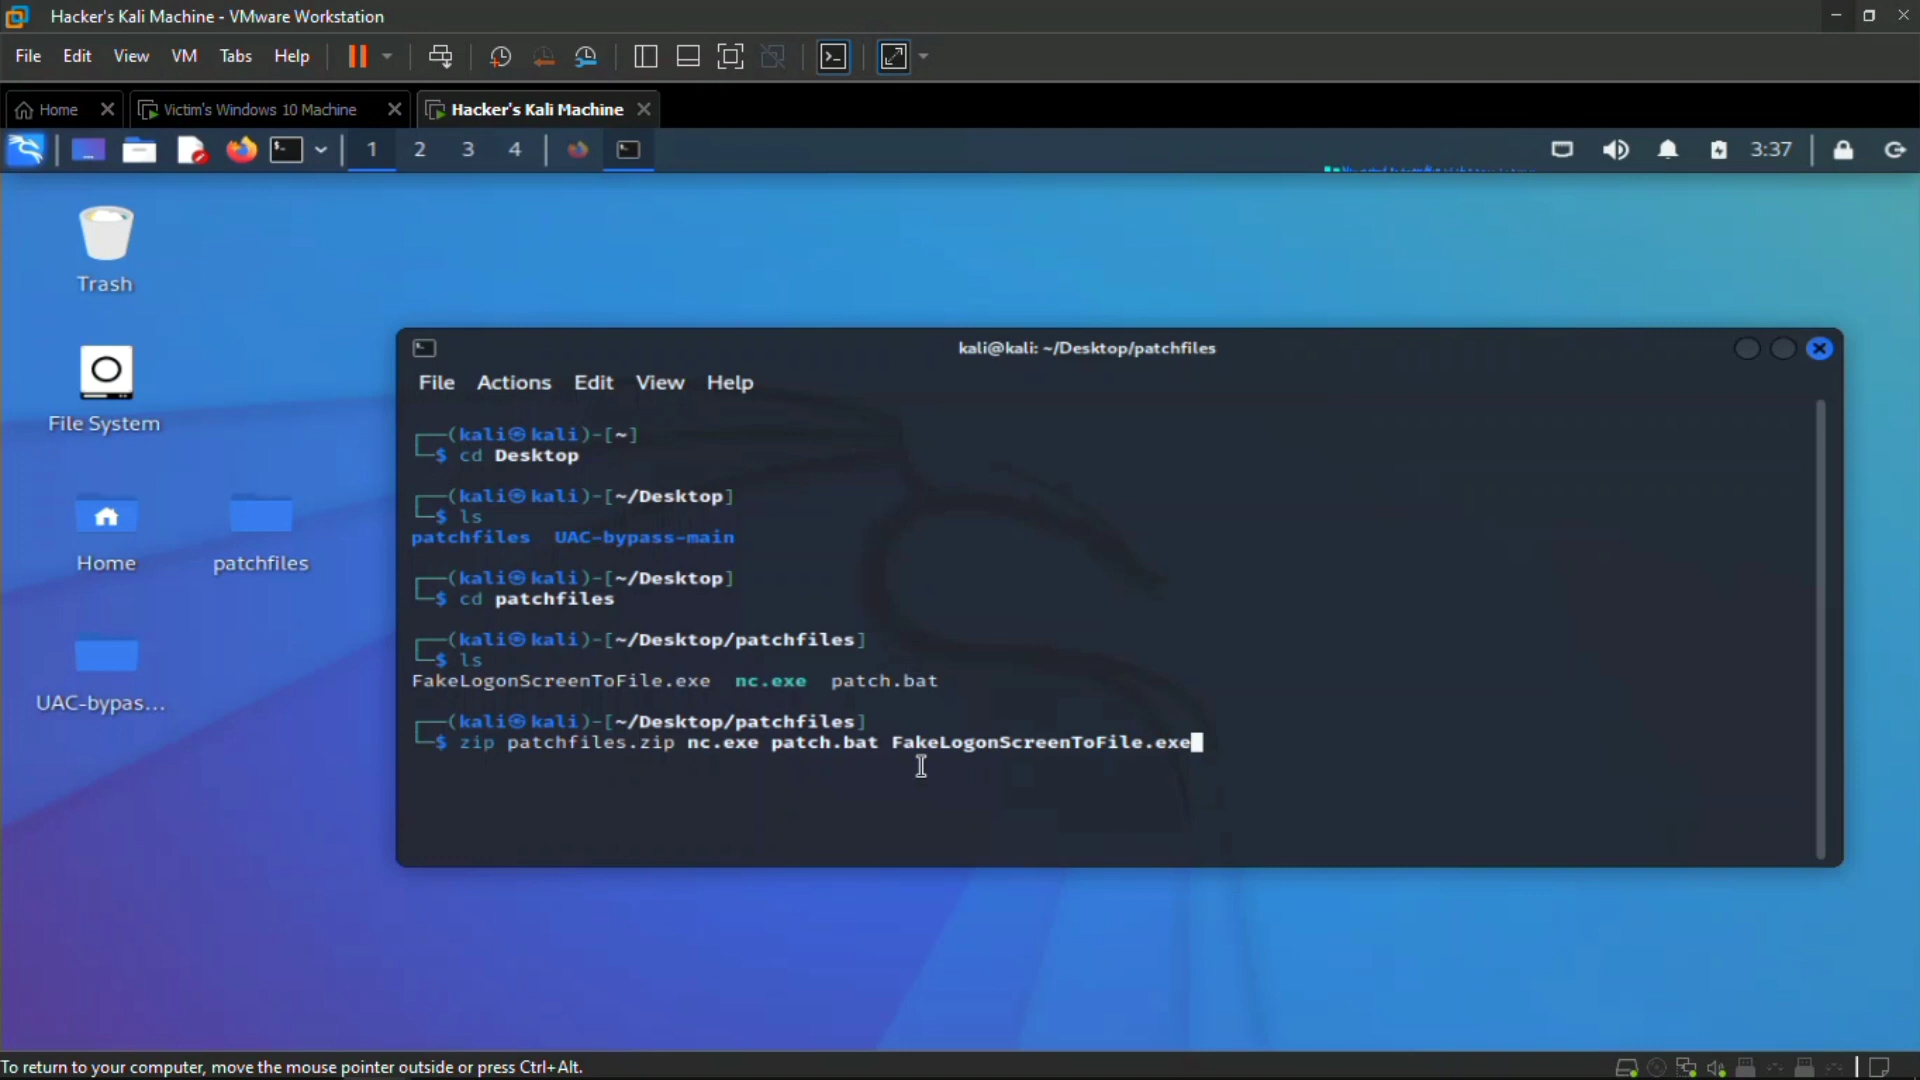 Hacker's Kali Machine - VMware Workstation
File Edit View VM Tabs Help
Home Victim's Windows 10 Machine Hacker's Kali Machine
1 2 3 4 3:37
Trash
File System
Home
patchfiles
UAC-bypas...
kali@kali: ~/Desktop/patchfiles
File Actions Edit View Help
┌──(kali㉿kali)-[~]
└─$ cd Desktop
┌──(kali㉿kali)-[~/Desktop]
└─$ ls
patchfiles UAC-bypass-main
┌──(kali㉿kali)-[~/Desktop]
└─$ cd patchfiles
┌──(kali㉿kali)-[~/Desktop/patchfiles]
└─$ ls
FakeLogonScreenToFile.exe nc.exe patch.bat
┌──(kali㉿kali)-[~/Desktop/patchfiles]
└─$ zip patchfiles.zip nc.exe patch.bat FakeLogonScreenToFile.exe
To return to your computer, move the mouse pointer outside or press Ctrl+Alt.